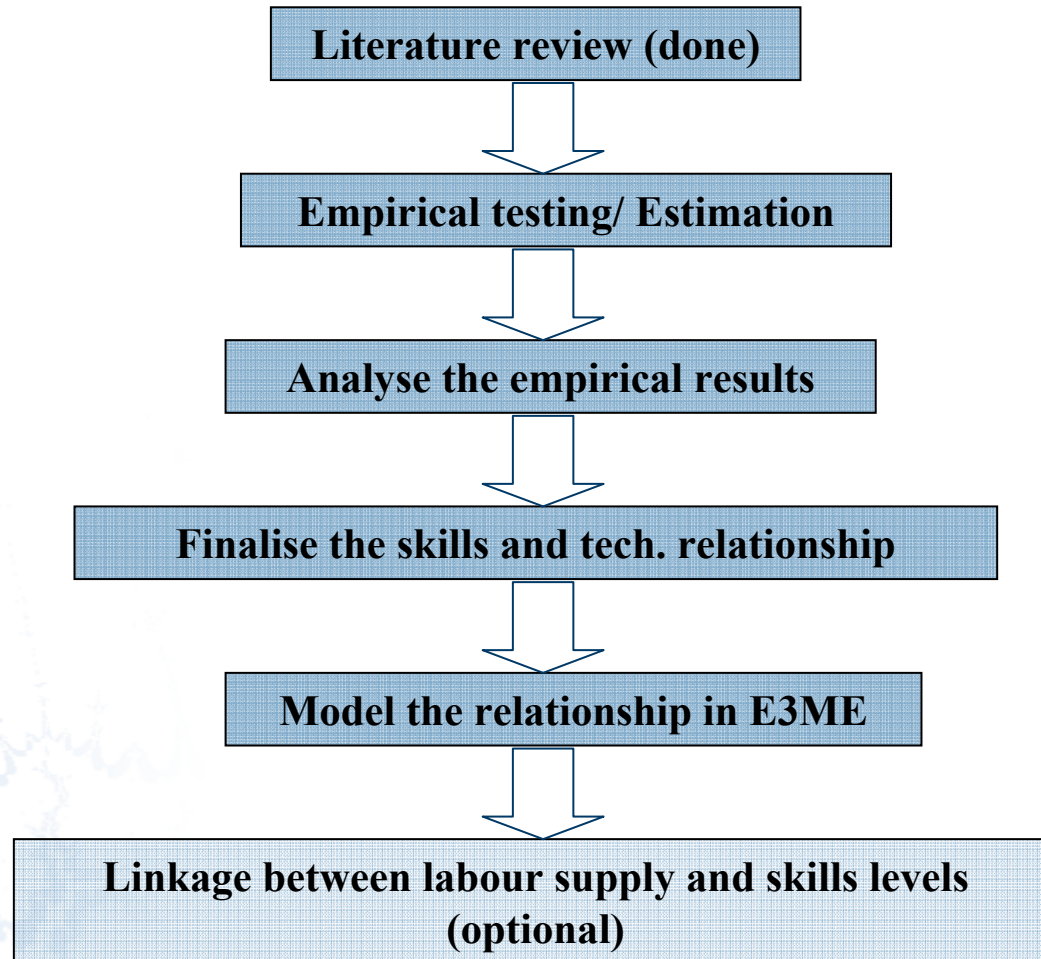 Literature review (done)
Empirical testing/ Estimation
Analyse the empirical results
Finalise the skills and tech. relationship
Model the relationship in E3ME
Linkage between labour supply and skills levels
(optional)